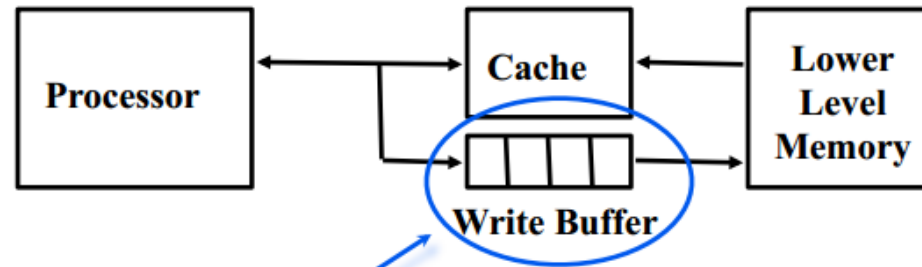 Processor
Cache
Lower
Level
Memory
Write Buffer